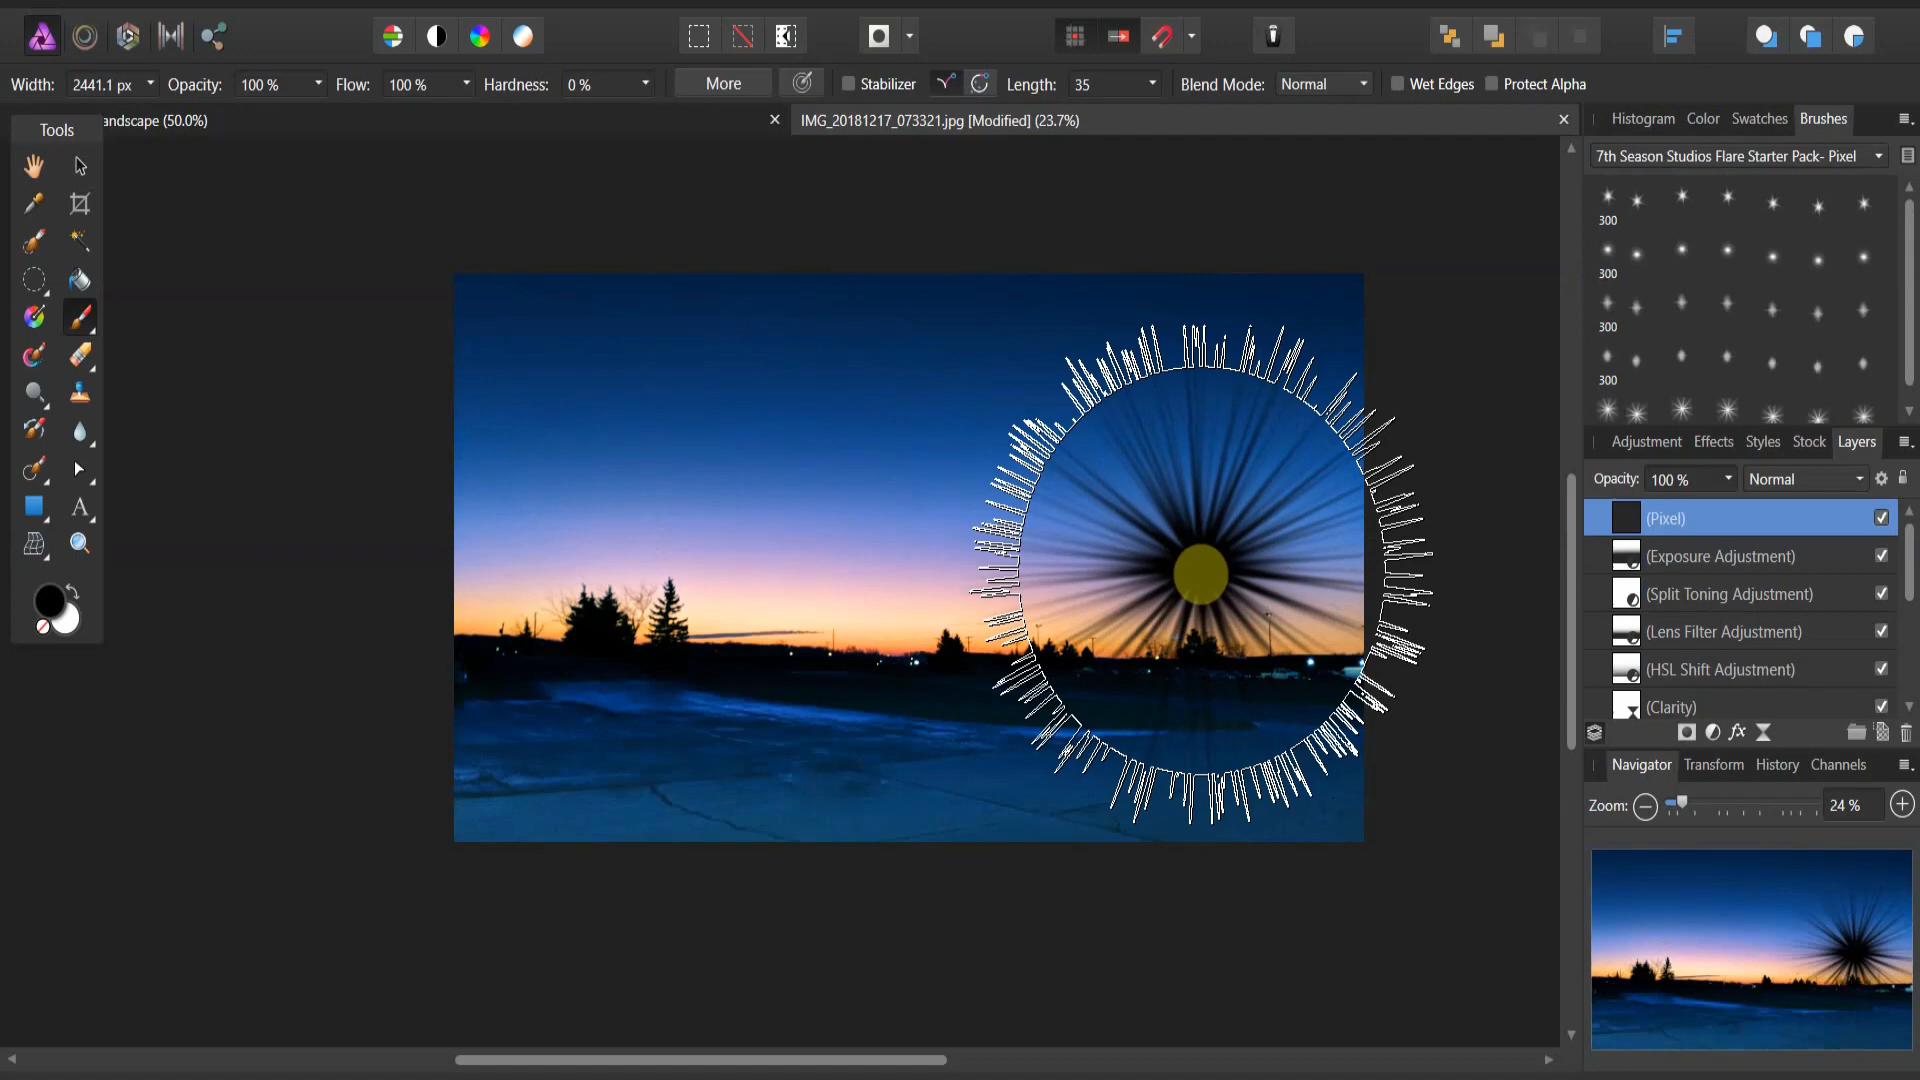 Width: 2441.1 px Opacity: 100 % Flow: 100 % Hardness: 0 % More Stabilizer Length: 35 Blend Mode: Normal Wet Edges Protect Alpha
Tools
andscape (50.0%)
IMG_20181217_073321.jpg [Modified] (23.7%)
Histogram Color Swatches Brushes
7th Season Studios Flare Starter Pack- Pixel
300
300
300
300
Adjustment Effects Styles Stock Layers
Opacity: 100 % Normal
(Pixel)
(Exposure Adjustment)
(Split Toning Adjustment)
(Lens Filter Adjustment)
(HSL Shift Adjustment)
(Clarity)
fx
Navigator Transform History Channels
Zoom: 24 %